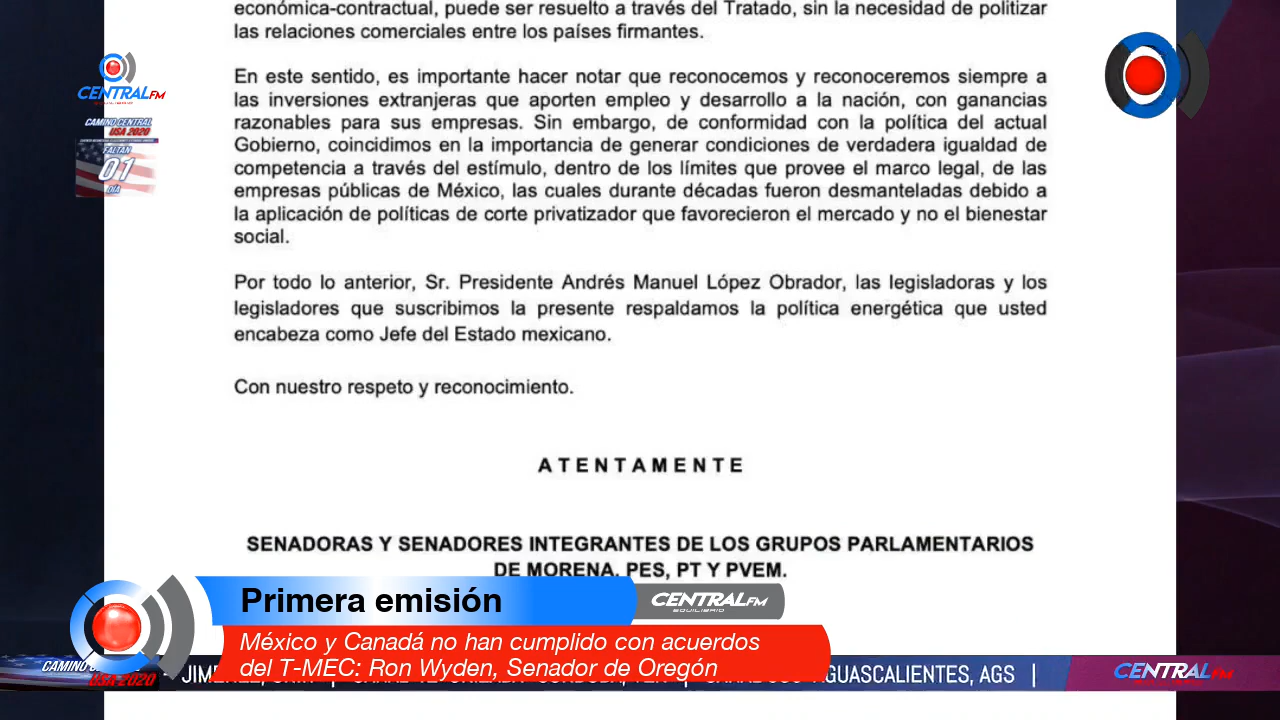 económica-contractual, puede ser resuelto a través del Tratado, sin la necesidad de politizar
las relaciones comerciales entre los países firmantes.
En este sentido, es importante hacer notar que reconocemos y reconoceremos siempre a
las inversiones extranjeras que aporten empleo y desarrollo a la nación, con ganancias
razonables para sus empresas. Sin embargo, de conformidad con la política del actual
Gobierno, coincidimos en la importancia de generar condiciones de verdadera igualdad de
competencia a través del estímulo, dentro de los límites que provee el marco legal, de las
empresas públicas de México, las cuales durante décadas fueron desmanteladas debido a
la aplicación de políticas de corte privatizador que favorecieron el mercado y no el bienestar
social.
Por todo lo anterior, Sr. Presidente Andrés Manuel López Obrador, las legisladoras y los
legisladores que suscribimos la presente respaldamos la política energética que usted
encabeza como Jefe del Estado mexicano.
Con nuestro respeto y reconocimiento.
A T E N T A M E N T E
SENADORAS Y SENADORES INTEGRANTES DE LOS GRUPOS PARLAMENTARIOS
DE MORENA, PES, PT Y PVEM.
CENTRAL FM
CAMINO CENTRAL
USA 2020
FALTAN
01
DÍA
Primera emisión
CENTRAL FM
EQUILIBRIO
México y Canadá no han cumplido con acuerdos
del T-MEC: Ron Wyden, Senador de Oregón
CAMINO
USA 2020
AGUASCALIENTES, AGS |
CENTRAL FM